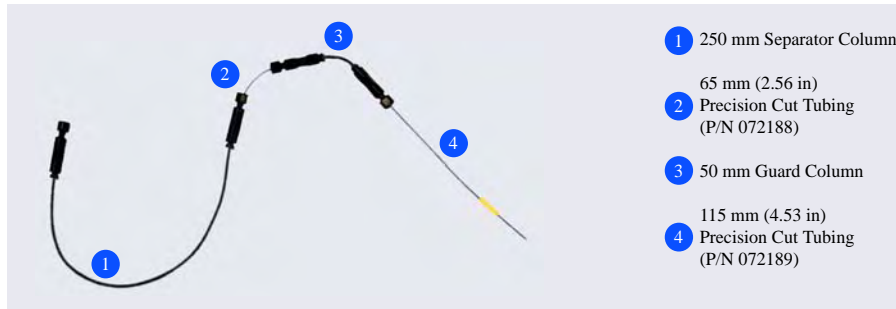 3
2
4
1
1 250 mm Separator Column
65 mm (2.56 in)
2 Precision Cut Tubing
(P/N 072188)
3 50 mm Guard Column
115 mm (4.53 in)
4 Precision Cut Tubing
(P/N 072189)